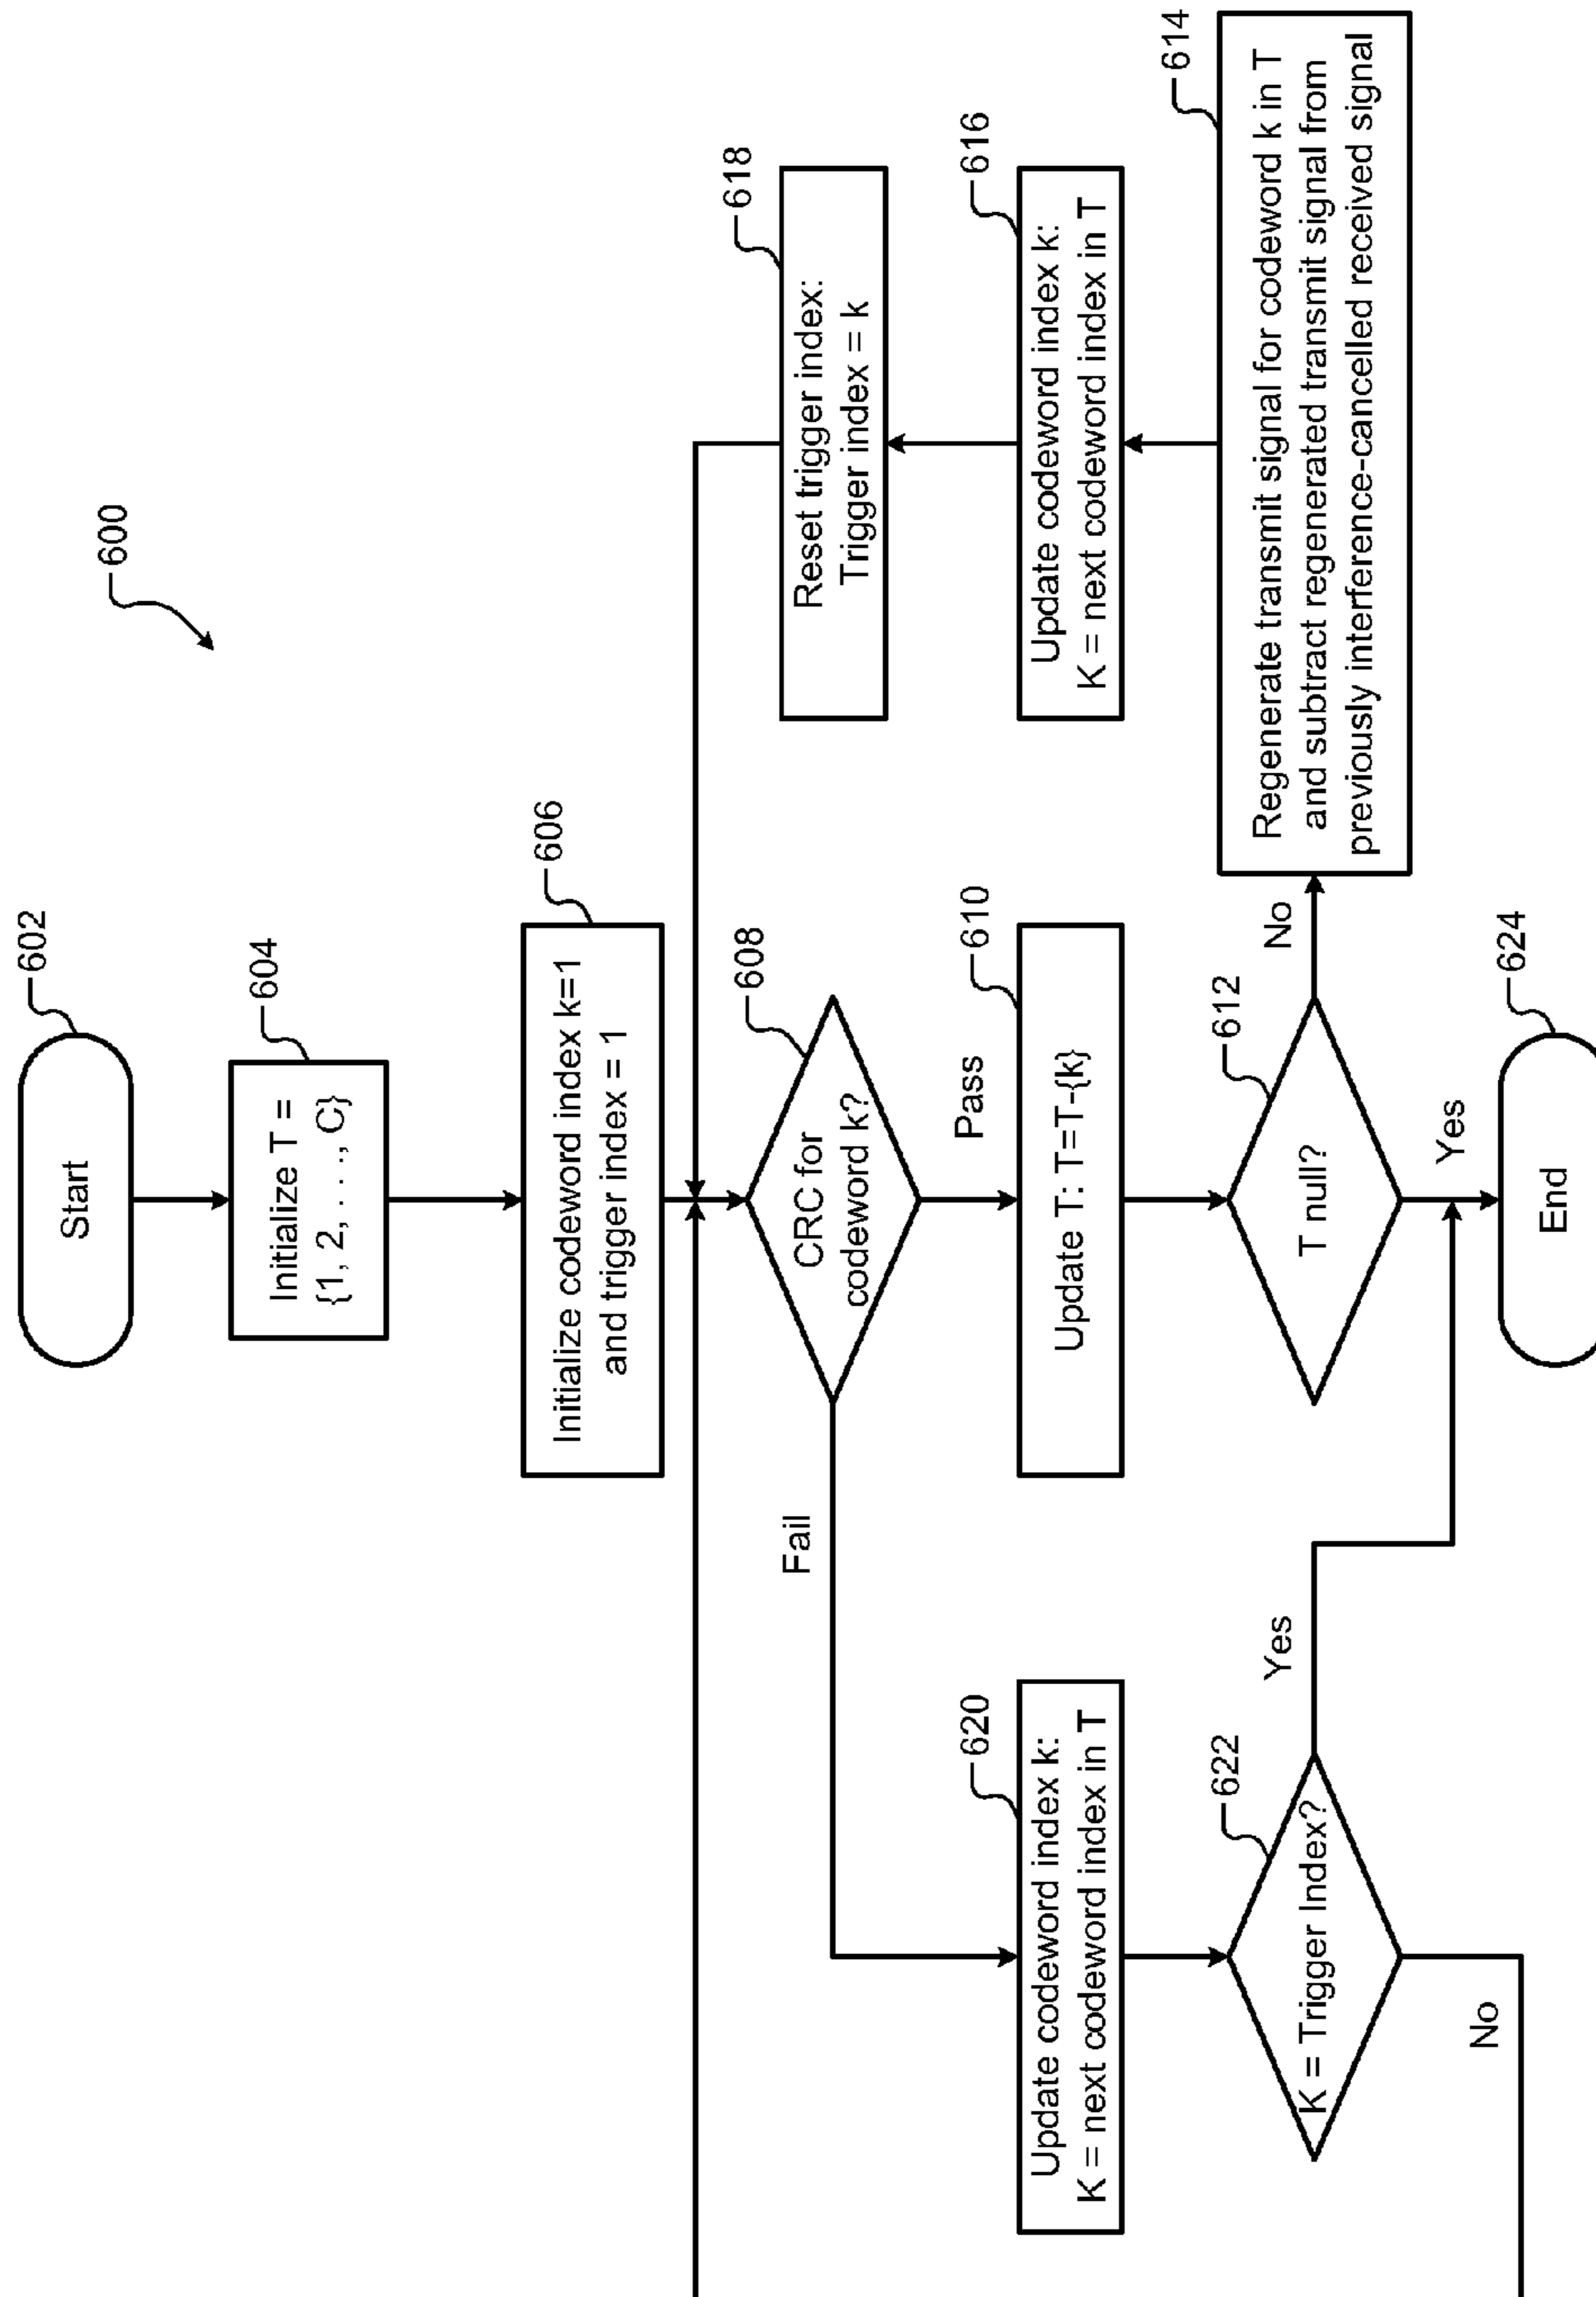 600
Start
602
Initialize T =
{1, 2, . . ., C}
604
Initialize codeword index k=1
and trigger index = 1
606
CRC for
codeword k?
608
Fail
Pass
Update T: T=T-{k}
610
T null?
612
No
Yes
Regenerate transmit signal for codeword k in T
and subtract regenerated transmit signal from
previously interference-cancelled received signal
614
Update codeword index k:
K = next codeword index in T
616
Reset trigger index:
Trigger index = k
618
Update codeword index k:
K = next codeword index in T
620
K = Trigger Index?
622
Yes
No
End
624